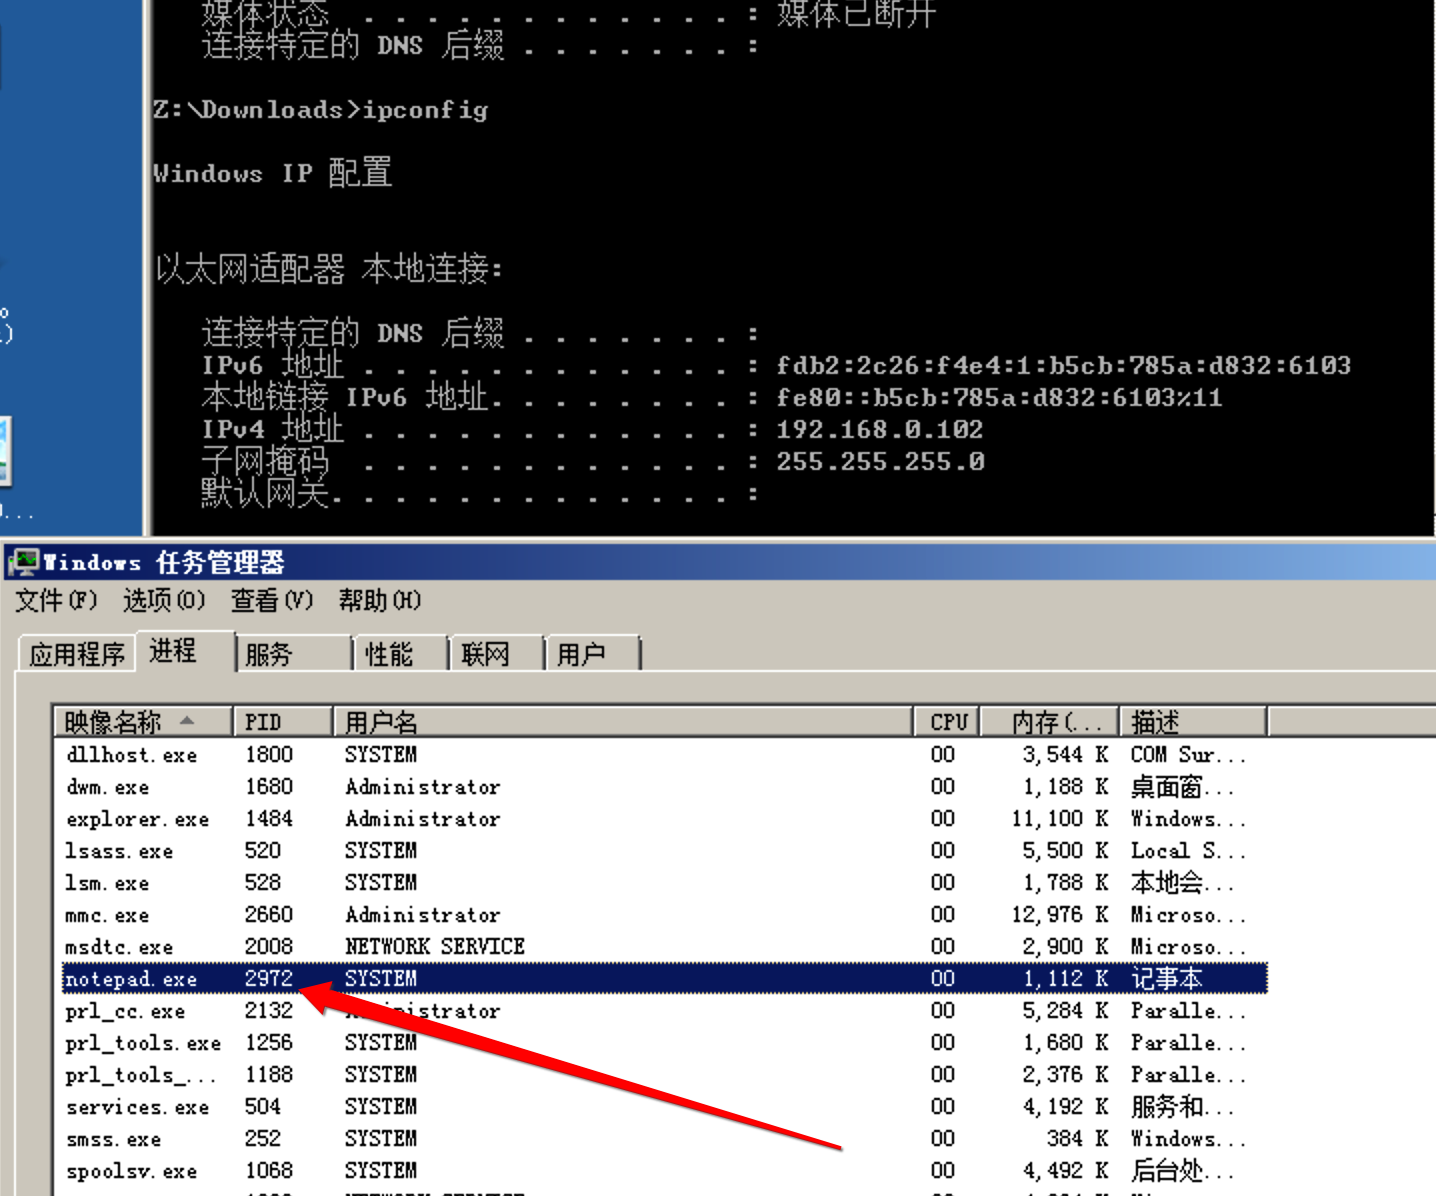 媒体状态 . . . . . . . . . . . . : 媒体已断开
连接特定的 DNS 后缀 . . . . . . . :
Z:\Downloads>ipconfig
Windows IP 配置
以太网适配器 本地连接:
连接特定的 DNS 后缀 . . . . . . . :
IPv6 地址 . . . . . . . . . . . . : fdb2:2c26:f4e4:1:b5cb:785a:d832:6103
本地链接 IPv6 地址. . . . . . . . : fe80::b5cb:785a:d832:6103%11
IPv4 地址 . . . . . . . . . . . . : 192.168.0.102
子网掩码 . . . . . . . . . . . . : 255.255.255.0
默认网关. . . . . . . . . . . . . :
Windows 任务管理器
文件(F) 选项(O) 查看(V) 帮助(H)
应用程序 进程 服务 性能 联网 用户
映像名称 PID 用户名 CPU 内存(... 描述
dllhost.exe 1800 SYSTEM 00 3,544 K COM Sur...
dwm.exe 1680 Administrator 00 1,188 K 桌面窗...
explorer.exe 1484 Administrator 00 11,100 K Windows...
lsass.exe 520 SYSTEM 00 5,500 K Local S...
lsm.exe 528 SYSTEM 00 1,788 K 本地会...
mmc.exe 2660 Administrator 00 12,976 K Microso...
msdtc.exe 2008 NETWORK SERVICE 00 2,900 K Microso...
notepad.exe 2972 SYSTEM 00 1,112 K 记事本
prl_cc.exe 2132 Administrator 00 5,284 K Paralle...
prl_tools.exe 1256 SYSTEM 00 1,680 K Paralle...
prl_tools_... 1188 SYSTEM 00 2,376 K Paralle...
services.exe 504 SYSTEM 00 4,192 K 服务和...
smss.exe 252 SYSTEM 00 384 K Windows...
spoolsv.exe 1068 SYSTEM 00 4,492 K 后台处...